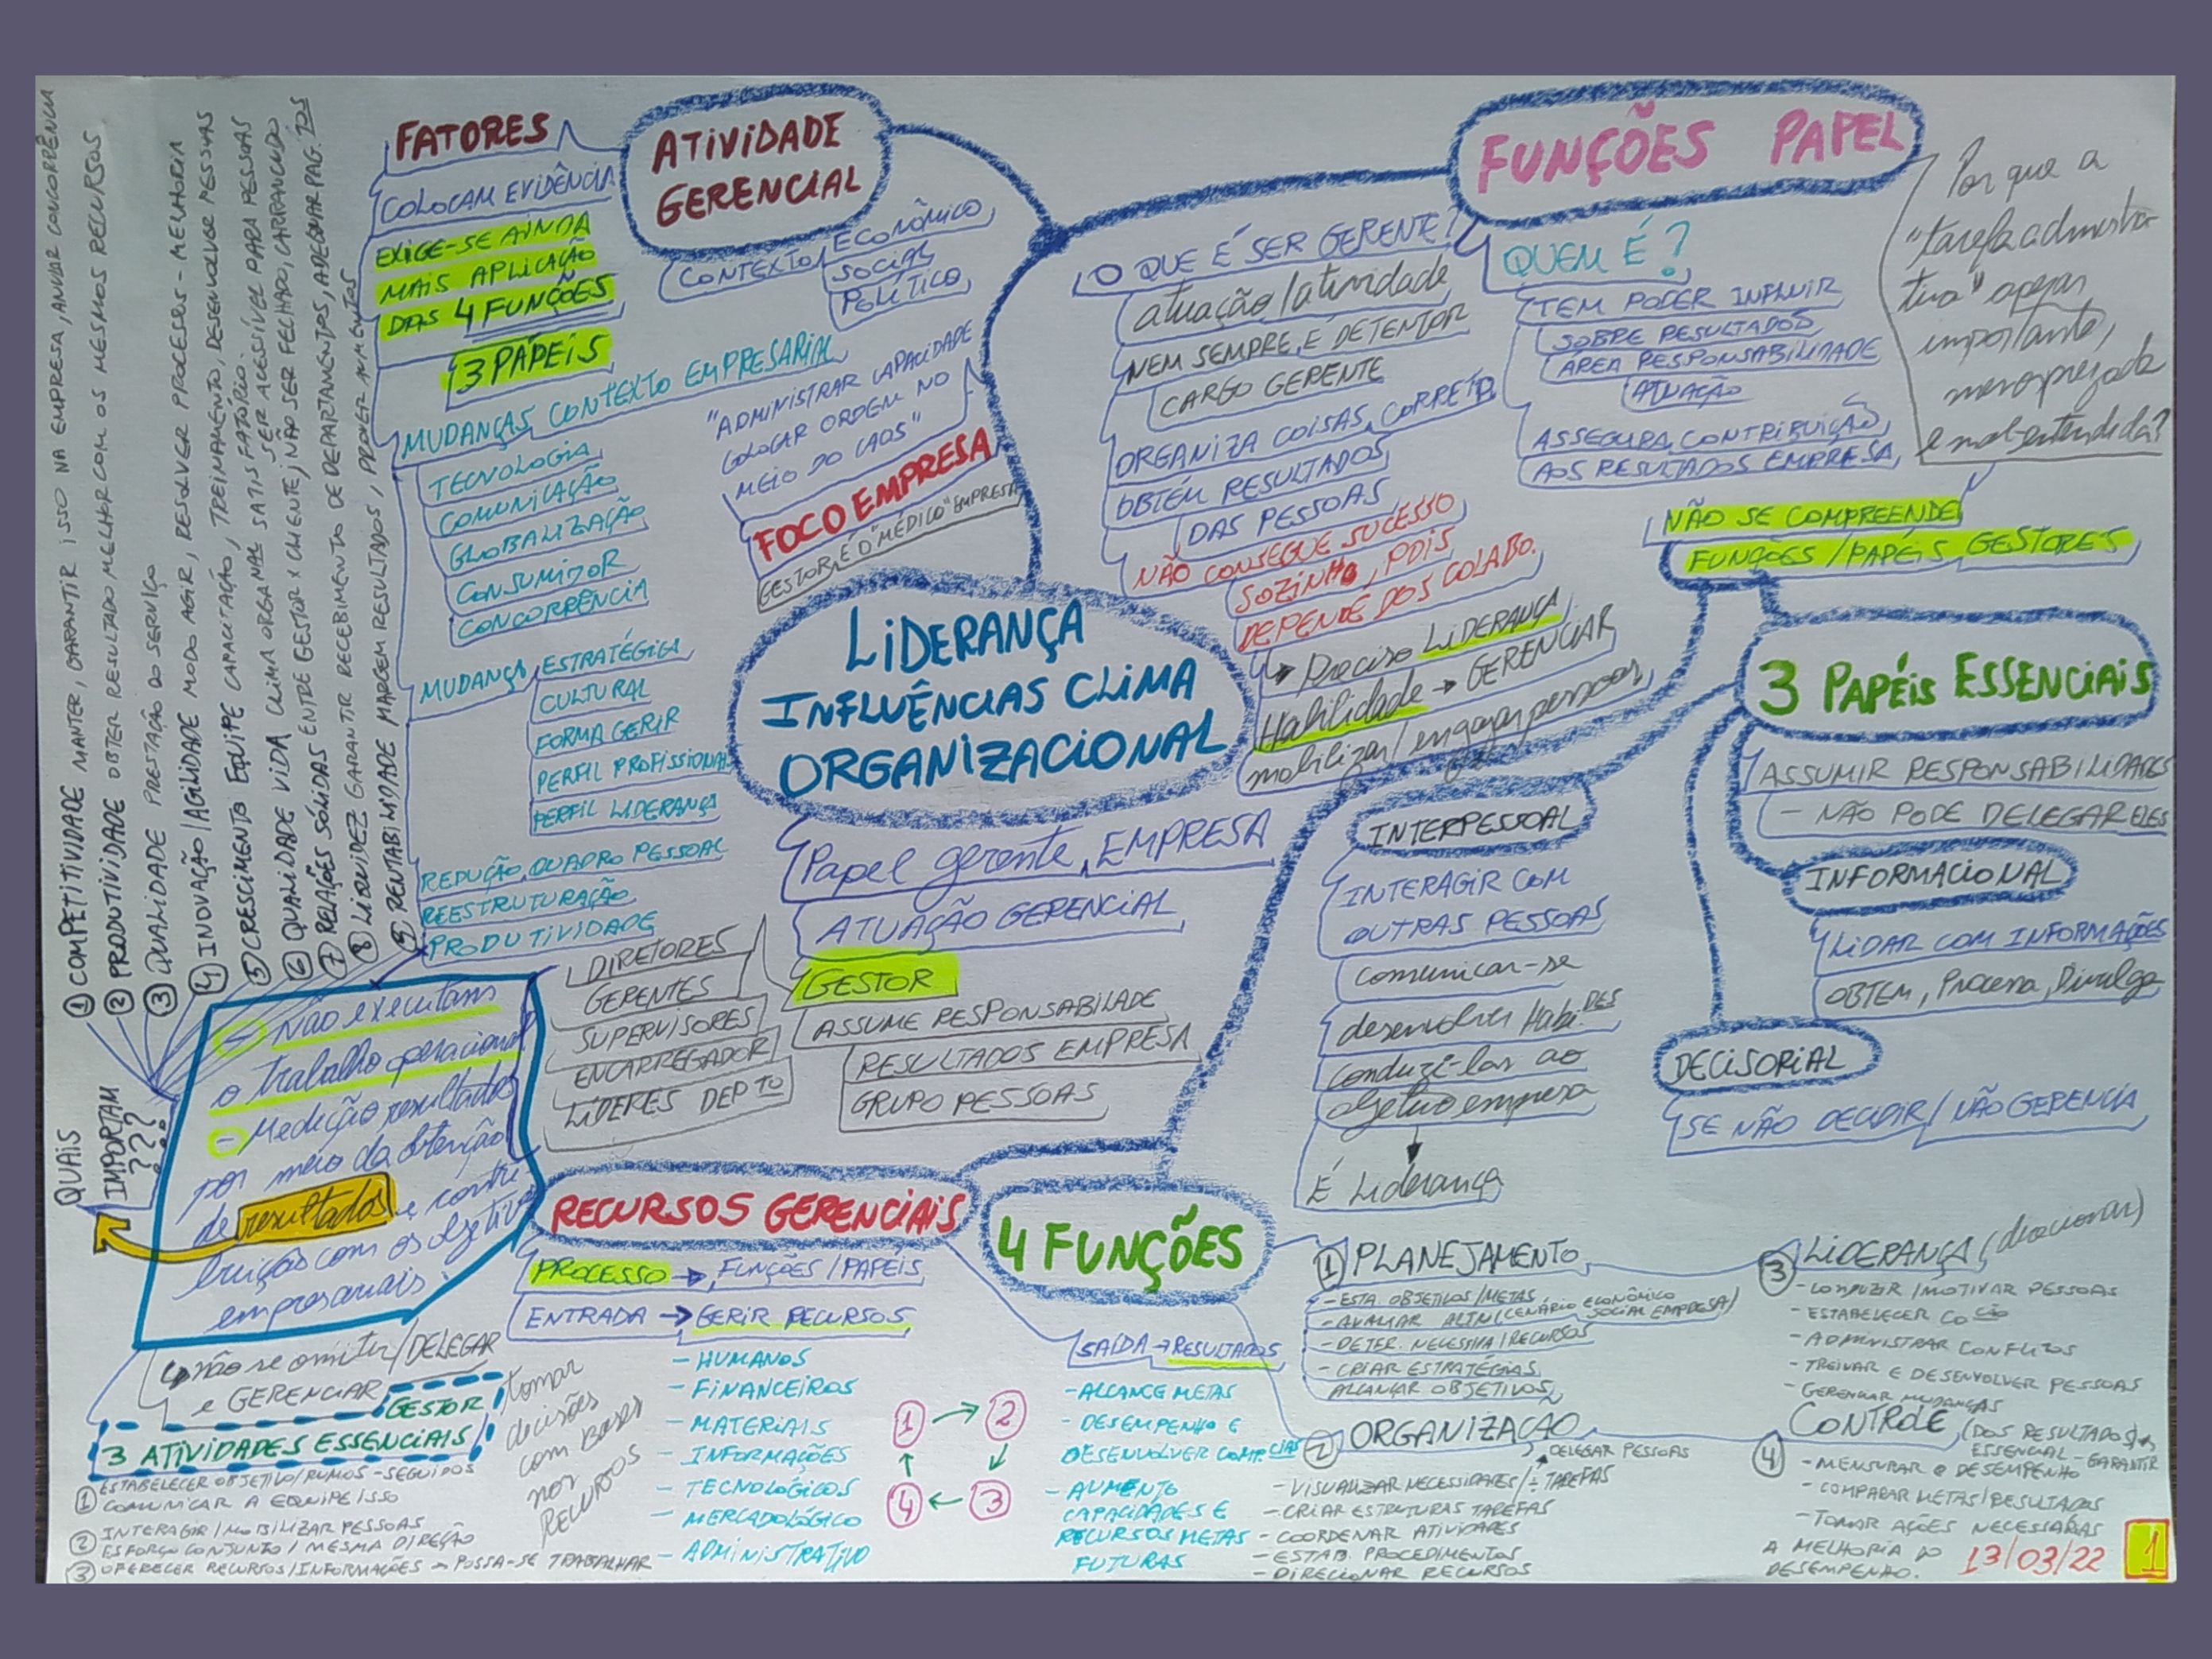 LIDERANÇA
INFLUÊNCIAS CLIMA
ORGANIZACIONAL
ATIVIDADE
GERENCIAL
CONTEXTO
ECONÔMICO
SOCIAL
POLÍTICO
FATORES
COLOCAM EVIDÊNCIA
EXIGE-SE AINDA
MAIS APLICAÇÃO
DAS 4 FUNÇÕES
3 PAPÉIS
MUDANÇAS CONTEXTO EMPRESARIAL
TECNOLOGIA
COMUNICAÇÃO
GLOBALIZAÇÃO
CONSUMIDOR
CONCORRÊNCIA
MUDANÇA
ESTRATÉGICA
CULTURAL
FORMA GERIR
PERFIL PROFISSIONAL
PERFIL LIDERANÇA
REDUÇÃO QUADRO PESSOAL
REESTRUTURAÇÃO
PRODUTIVIDADE
"ADMINISTRAR CAPACIDADE
COLOCAR ORDEM NO
MEIO DO CAOS"
FOCO EMPRESA
GESTOR É O "MÉDICO" EMPRESA
FUNÇÕES PAPEL
O QUE É SER GERENTE?
atuação/atividade
NEM SEMPRE É DETENTOR
CARGO GERENTE
ORGANIZA COISAS, CORRETO
OBTÉM RESULTADOS
DAS PESSOAS
NÃO CONSEGUE SUCESSO
SOZINHO, POIS
DEPENDE DOS COLABO.
Precisa LIDERANÇA
Habilidade → GERENCIAR
mobilizar/engajar pessoas
QUEM É?
TEM PODER INFLUIR
SOBRE RESULTADOS
ÁREA RESPONSABILIDADE
ATUAÇÃO
ASSEGURA CONTRIBUIÇÃO
AOS RESULTADOS EMPRESA
Por que a
"tarefa administra
tiva" apesar
importante,
menosprezada
e mal-entendida?
NÃO SE COMPREENDE
FUNÇÕES/PAPÉIS GESTORES
3 PAPÉIS ESSENCIAIS
ASSUMIR RESPONSABILIDADES
- NÃO PODE DELEGAR ELES
INFORMACIONAL
LIDAR COM INFORMAÇÕES
OBTEM, Processa, Divulga
DECISORIAL
SE NÃO DECIDIR/NÃO GERENCIA
INTERPESSOAL
INTERAGIR COM
OUTRAS PESSOAS
comunicar-se
desenvolver Habi.DES
conduzi-las ao
objetivo empresa
É Liderança
Papel gerente, EMPRESA
ATUAÇÃO GERENCIAL
GESTOR
ASSUME RESPONSABILADE
RESULTADOS EMPRESA
GRUPO PESSOAS
DIRETORES
GERENTES
SUPERVISORES
ENCARREGADOR
LÍDERES DEPTO
- Não executam
o trabalho operacional
- Medição resultados
por meio da obtenção
de resultados e contri
buição com os objetivos
empresariais.
QUAIS
IMPORTAM
???
① COMPETITIVIDADE MANTER, GARANTIR ISSO NA EMPRESA, ANULAR CONCORRÊNCIA
② PRODUTIVIDADE OBTER RESULTADO MELHOR COM OS MESMOS RECURSOS
③ QUALIDADE PRESTAÇÃO DO SERVIÇO
④ INOVAÇÃO/AGILIDADE MODO AGIR, RESOLVER PROCESSOS - MELHORIA
⑤ CRESCIMENTO EQUIPE CAPACITAÇÃO, TREINAMENTO, DESENVOLVER PESSOAS
⑥ QUALIDADE VIDA CLIMA ORGANAL SATISFATÓRIO. SER ACESSÍVEL PARA PESSOAS
⑦ RELAÇÕES SÓLIDAS ENTRE GESTOR X CLIENTE, NÃO SER FECHADO, CARRANCUDO
⑧ LIQUIDEZ GARANTIR RECEBIMENTO DE DEPARTAMENTOS, ADEQUAR PAG.TOS
⑨ RENTABILIDADE MARGEM RESULTADOS, PROVER AUMENTOS
não se omitir/DELEGAR
e GERENCIAR
GESTOR
3 ATIVIDADES ESSENCIAIS
① ESTABELECER OBJETIVO/RUMOS - SEGUIDOS
COMUNICAR A EQUIPE ISSO
② INTERAGIR/MOBILIZAR PESSOAS
ESFORÇO CONJUNTO/MESMA DIREÇÃO
③ OFERECER RECURSOS/INFORMAÇÕES → POSSA-SE TRABALHAR
tomar
decisões
com bases
nos
RECURSOS
RECURSOS GERENCIAIS
PROCESSO → FUNÇÕES/PAPÉIS
ENTRADA → GERIR RECURSOS
- HUMANOS
- FINANCEIROS
- MATERIAIS
- INFORMAÇÕES
- TECNOLÓGICOS
- MERCADOLÓGICO
- ADMINISTRATIVO
1 → 2
4 ← 3
SAÍDA → RESULTADOS
- ALCANCE METAS
- DESEMPENHO E
DESENVOLVER COMP.CIAS
- AUMENTO
CAPACIDADES E
RECURSOS METAS
FUTURAS
4 FUNÇÕES
① PLANEJAMENTO
- ESTA. OBJETIVOS/METAS
- AVALIAR CENÁRIO ECONÔMICO
SOCIAL EMPRESA/
- DETER. NECESSIDA/RECURSOS
- CRIAR ESTRATÉGIAS
ALCANÇAR OBJETIVOS
② ORGANIZAÇÃO
DELEGAR PESSOAS
- VISUALIZAR NECESSIDADES/÷ TAREFAS
- CRIAR ESTRUTURAS TAREFAS
- COORDENAR ATIVIDADES
- ESTAB. PROCEDIMENTOS
- DIRECIONAR RECURSOS
③ LIDERANÇA (direcionar)
- CONDUZIR/MOTIVAR PESSOAS
- ESTABELECER CO CÃO
- ADMINISTRAR CONFLITOS
- TREINAR E DESENVOLVER PESSOAS
- GERENCIAR MUDANÇAS
④ CONTROLE (DOS RESULTADOS)
ESSENCIAL - GARANTIR
- MENSURAR O DESEMPENHO
- COMPARAR METAS/RESULTADOS
- TOMAR AÇÕES NECESSÁRIAS
A MELHORIA DO
DESEMPENHO.
13/03/22
1